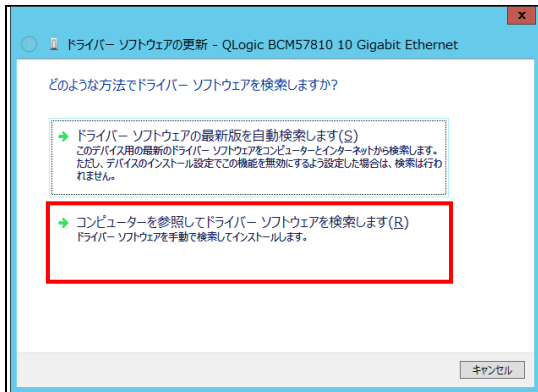 x
ドライバー ソフトウェアの更新 - QLogic BCM57810 10 Gigabit Ethernet
どのような方法でドライバー ソフトウェアを検索しますか?
ドライバー ソフトウェアの最新版を自動検索します(S)
このデバイス用の最新のドライバー ソフトウェアをコンピューターとインターネットから検索します。
ただし、デバイスのインストール設定でこの機能を無効にするよう設定した場合は、検索は行わ
れません。
コンピューターを参照してドライバー ソフトウェアを検索します(R)
ドライバー ソフトウェアを手動で検索してインストールします。
キャンセル